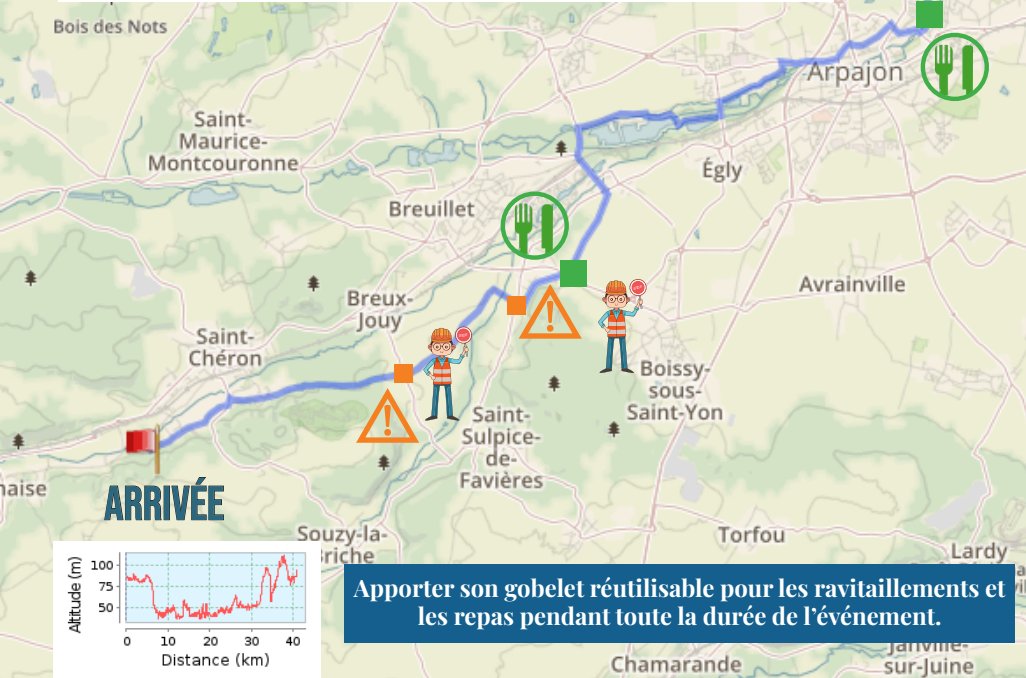 Bois des Nots
Arpajon
Saint-
Maurice-
Montcouronne
Égly
Breuillet
Avrainville
Breux-
Jouy
Saint-
Chéron
Boissy-
sous-
Saint-Yon
Saint-
Sulpice-
de-
Favières
naise
ARRIVÉE
Souzy-la-
Briche
Torfou
Lardy
Altitude (m)
100
75
50
0 10 20 30 40
Distance (km)
Apporter son gobelet réutilisable pour les ravitaillements et
les repas pendant toute la durée de l'événement.
Janville-
sur-Juine
Chamarande